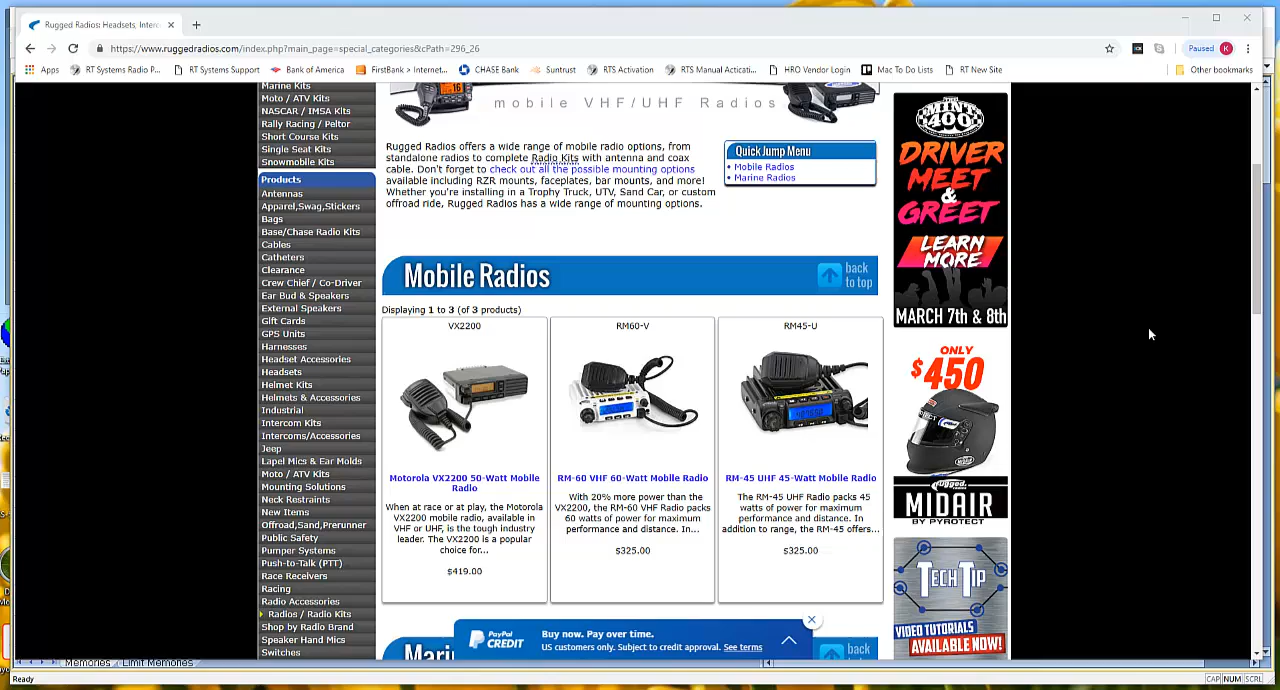 Rugged Radios: Headsets, Interc
https://www.ruggedradios.com/index.php?main_page=special_categories&cPath=296_26
Paused
K
Apps
RT Systems Radio P...
RT Systems Support
Bank of America
FirstBank > Internet...
CHASE Bank
Suntrust
RTS Activation
RTS Manual Activati...
HRO Vendor Login
Mac To Do Lists
RT New Site
Other bookmarks
Marine Kits
Moto / ATV Kits
NASCAR / IMSA Kits
Rally Racing / Peltor
Short Course Kits
Single Seat Kits
Snowmobile Kits
Products
Antennas
Apparel,Swag,Stickers
Bags
Base/Chase Radio Kits
Cables
Catheters
Clearance
Crew Chief / Co-Driver
Ear Bud & Speakers
External Speakers
Gift Cards
GPS Units
Harnesses
Headset Accessories
Headsets
Helmet Kits
Helmets & Accessories
Industrial
Intercom Kits
Intercoms/Accessories
Jeep
Lapel Mics & Ear Molds
Moto / ATV Kits
Mounting Solutions
Neck Restraints
New Items
Offroad,Sand,Prerunner
Public Safety
Pumper Systems
Push-to-Talk (PTT)
Race Receivers
Racing
Radio Accessories
Radios / Radio Kits
Shop by Radio Brand
Speaker Hand Mics
Switches
16
mobile VHF/UHF Radios
Rugged Radios offers a wide range of mobile radio options, from
standalone radios to complete Radio Kits with antenna and coax
cable. Don't forget to check out all the possible mounting options
available including RZR mounts, faceplates, bar mounts, and more!
Whether you're installing in a Trophy Truck, UTV, Sand Car, or custom
offroad ride, Rugged Radios has a wide range of mounting options.
Quick Jump Menu
• Mobile Radios
• Marine Radios
Mobile Radios
back
to top
Displaying 1 to 3 (of 3 products)
VX2200
Motorola VX2200 50-Watt Mobile
Radio
When at race or at play, the Motorola
VX2200 mobile radio, available in
VHF or UHF, is the tough industry
leader. The VX2200 is a popular
choice for...
$419.00
RM60-V
RM-60 VHF 60-Watt Mobile Radio
With 20% more power than the
VX2200, the RM-60 VHF Radio packs
60 watts of power for maximum
performance and distance. In...
$325.00
RM45-U
RM-45 UHF 45-Watt Mobile Radio
The RM-45 UHF Radio packs 45
watts of power for maximum
performance and distance. In
addition to range, the RM-45 offers...
$325.00
back
PayPal
CREDIT
Buy now. Pay over time.
US customers only. Subject to credit approval. See terms
THE
MINT
400
DRIVER
MEET
&
GREET
LEARN
MORE
MARCH 7th & 8th
ONLY
$450
MIDAIR
BY PYROTECT
TECH TIP
VIDEO TUTORIALS
AVAILABLE NOW!
Memories
Limit Memories
Ready
CAP NUM SCRL